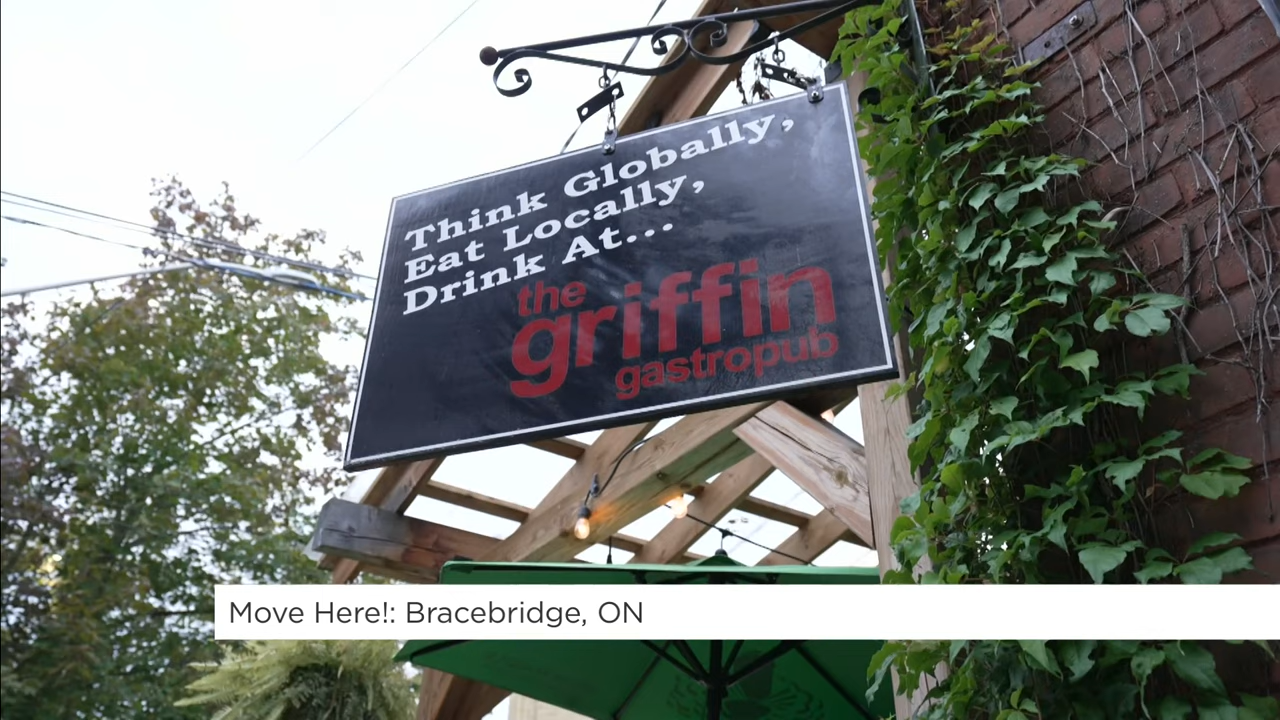 Think Globally,
Eat Locally,
Drink At...
the
griffin
gastropub
Move Here!: Bracebridge, ON